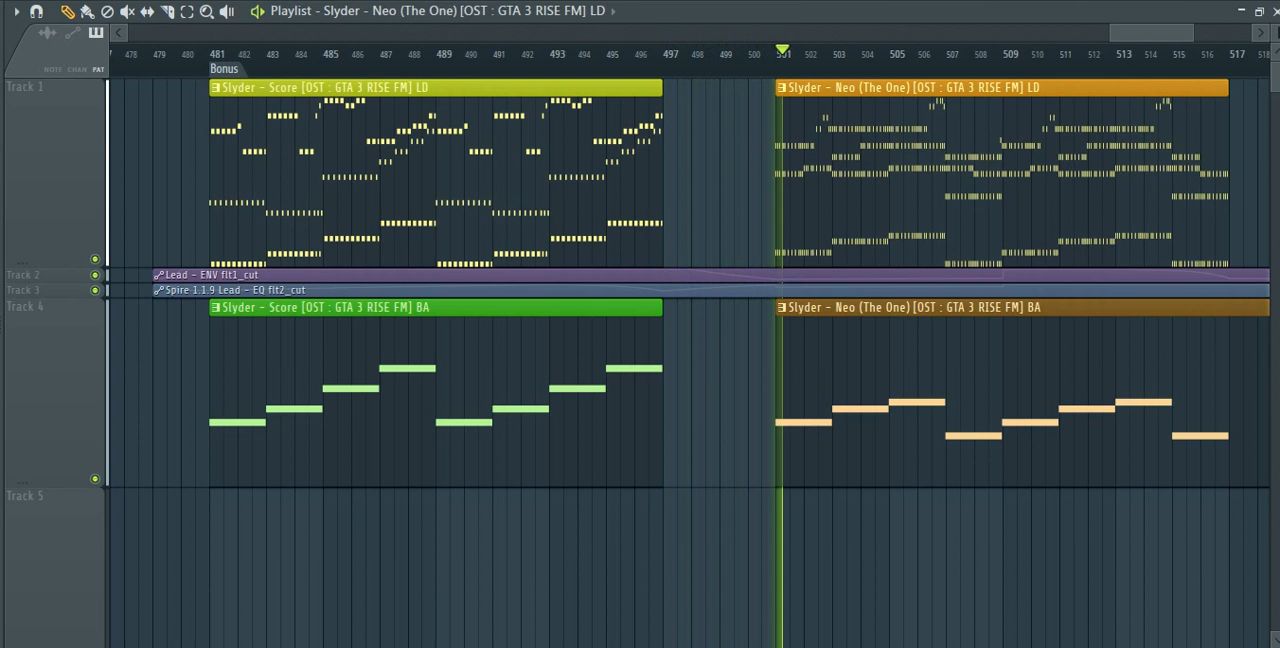 Playlist - Slyder - Neo (The One) [OST : GTA 3 RISE FM] LD
NOTE CHAN PAT
478 479 480 481 482 483 484 485 486 487 488 489 490 491 492 493 494 495 496 497 498 499 500 501 502 503 504 505 506 507 508 509 510 511 512 513 514 515 516 517 518
Bonus
Track 1
Slyder - Score [OST : GTA 3 RISE FM] LD
Slyder - Neo (The One) [OST : GTA 3 RISE FM] LD
Track 2
Lead - ENV flt1_cut
Track 3
Spire 1.1.9 Lead - EQ flt2_cut
Track 4
Slyder - Score [OST : GTA 3 RISE FM] BA
Slyder - Neo (The One) [OST : GTA 3 RISE FM] BA
Track 5